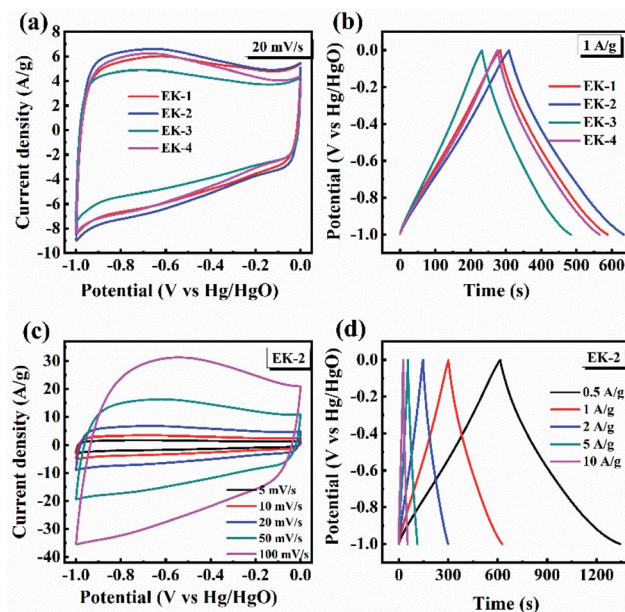 (a)
20 mV/s
EK-1
EK-2
EK-3
EK-4
8
6
4
2
0
-2
-4
-6
-8
-10
Current density (A/g)
-1.0 -0.8 -0.6 -0.4 -0.2 0.0
Potential (V vs Hg/HgO)
(b)
1 A/g
EK-1
EK-2
EK-3
EK-4
0.0
-0.2
-0.4
-0.6
-0.8
-1.0
Potential (V vs Hg/HgO)
0 100 200 300 400 500 600
Time (s)
(c)
EK-2
30
20
10
0
-10
-20
-30
-40
Current density (A/g)
5 mV/s
10 mV/s
20 mV/s
50 mV/s
100 mV/s
-1.0 -0.8 -0.6 -0.4 -0.2 0.0
Potential (V vs Hg/HgO)
(d)
EK-2
0.5 A/g
1 A/g
2 A/g
5 A/g
10 A/g
0.0
-0.2
-0.4
-0.6
-0.8
-1.0
Potential (V vs Hg/HgO)
0 300 600 900 1200
Time (s)